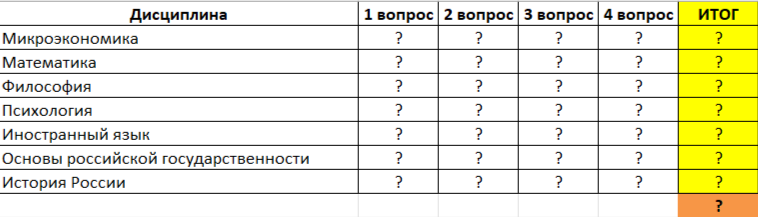 Дисциплина 1 вопрос 2 вопрос 3 вопрос 4 вопрос ИТОГ
Микроэкономика ? ? ? ? ?
Математика ? ? ? ? ?
Философия ? ? ? ? ?
Психология ? ? ? ? ?
Иностранный язык ? ? ? ? ?
Основы российской государственности ? ? ? ? ?
История России ? ? ? ? ?
?